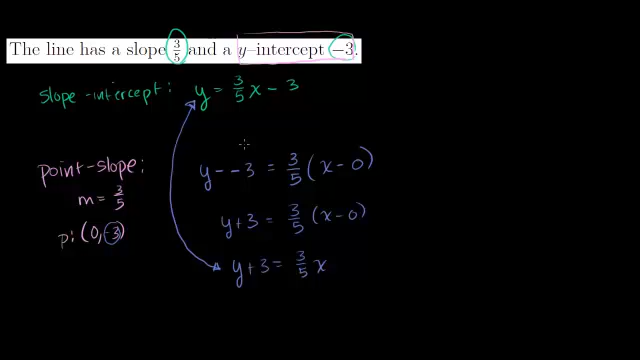 The line has a slope 3/5 and a y–intercept −3.
slope-intercept: y = 3/5 x − 3
point-slope:
m = 3/5
p: (0, −3)
y − −3 = 3/5 (x − 0)
y + 3 = 3/5 (x − 0)
y + 3 = 3/5 x